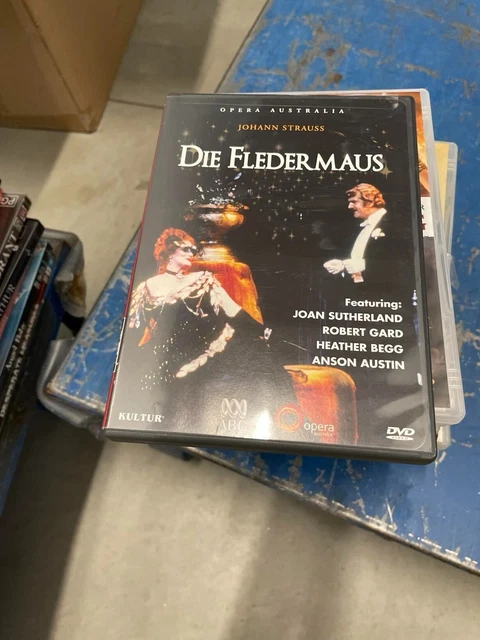 OPERA AUSTRALIA
JOHANN STRAUSS
DIE FLEDERMAUS
Featuring:
JOAN SUTHERLAND
ROBERT GARD
HEATHER BEGG
ANSON AUSTIN
KULTUR
ABC
opera
DVD
VIDEO